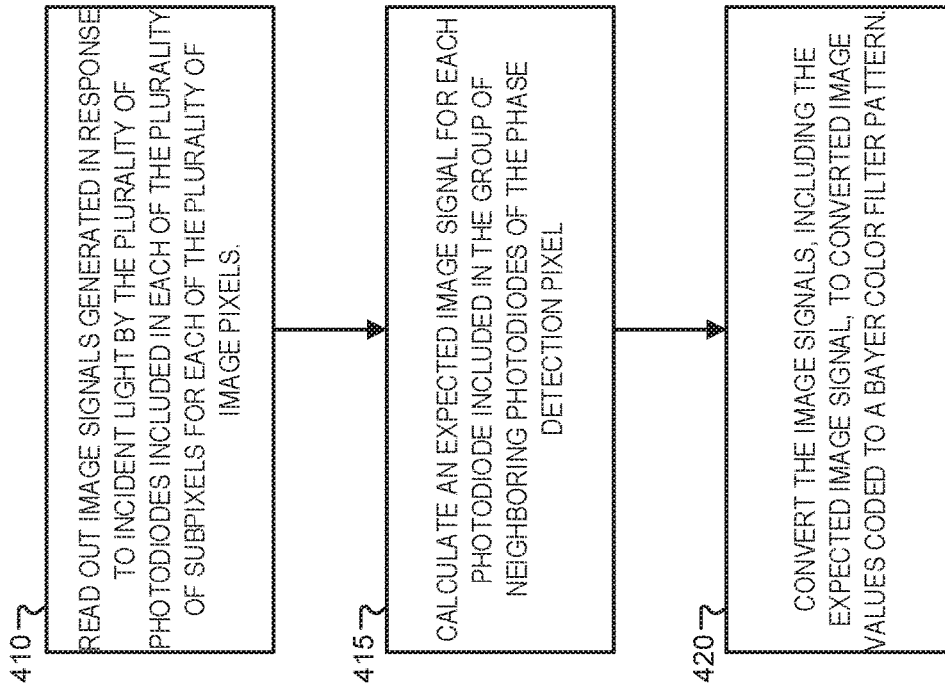 410
READ OUT IMAGE SIGNALS GENERATED IN RESPONSE
TO INCIDENT LIGHT BY THE PLURALITY OF
PHOTODIODES INCLUDED IN EACH OF THE PLURALITY
OF SUBPIXELS FOR EACH OF THE PLURALITY OF
IMAGE PIXELS.
415
CALCULATE AN EXPECTED IMAGE SIGNAL FOR EACH
PHOTODIODE INCLUDED IN THE GROUP OF
NEIGHBORING PHOTODIODES OF THE PHASE
DETECTION PIXEL
420
CONVERT THE IMAGE SIGNALS, INCLUDING THE
EXPECTED IMAGE SIGNAL, TO CONVERTED IMAGE
VALUES CODED TO A BAYER COLOR FILTER PATTERN.